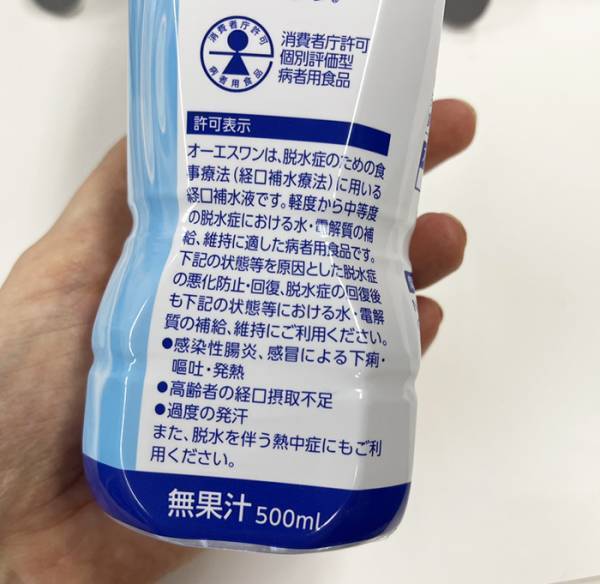 消費者庁許可
病者用食品
消費者庁許可
個別評価型
病者用食品
許可表示
オーエスワンは、脱水症のための食
事療法（経口補水療法）に用いる
経口補水液です。軽度から中等度
の脱水症における水・電解質の補
給、維持に適した病者用食品です。
下記の状態等を原因とした脱水症
の悪化防止・回復、脱水症の回復後
も下記の状態等における水・電解
質の補給、維持にご利用ください。
●感染性腸炎、感冒による下痢・
嘔吐・発熱
●高齢者の経口摂取不足
●過度の発汗
また、脱水を伴う熱中症にもご利
用ください。
無果汁 500ml